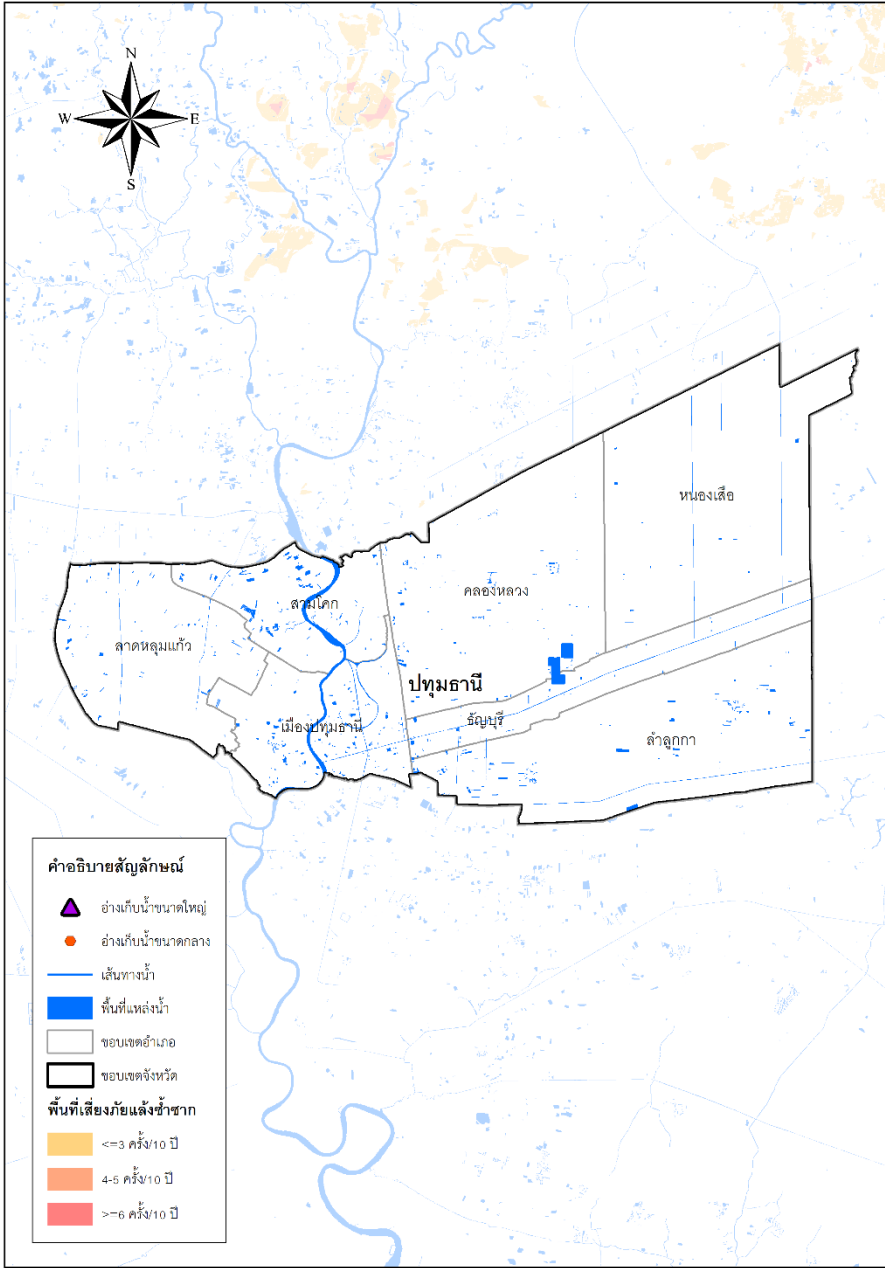 N
W E
S
หนองเสือ
คลองหลวง
สามโคก
ลาดหลุมแก้ว
ปทุมธานี
ธัญบุรี
เมืองปทุมธานี
ลำลูกกา
คำอธิบายสัญลักษณ์
อ่างเก็บน้ำขนาดใหญ่
อ่างเก็บน้ำขนาดกลาง
เส้นทางน้ำ
พื้นที่แหล่งน้ำ
ขอบเขตอำเภอ
ขอบเขตจังหวัด
พื้นที่เสี่ยงภัยแล้งซ้ำซาก
<=3 ครั้ง/10 ปี
4-5 ครั้ง/10 ปี
>=6 ครั้ง/10 ปี